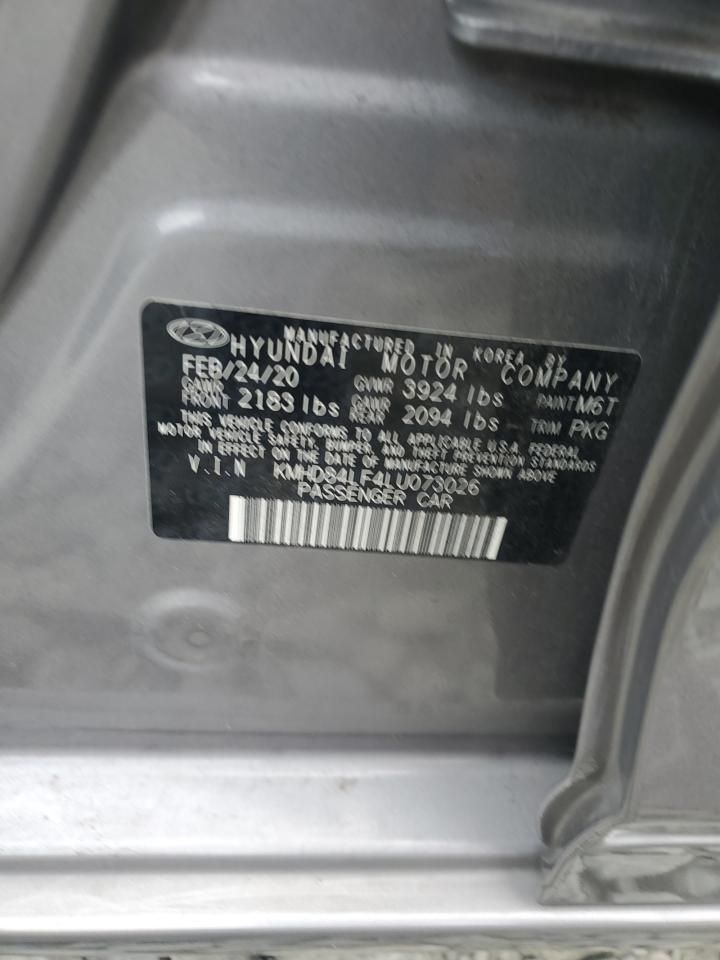 MANUFACTURED IN KOREA BY
HYUNDAI MOTOR COMPANY
FEB/24/20 GVWR 3924 lbs PAINT M6T
GAWR FRONT 2183 lbs GAWR REAR 2094 lbs TRIM PKG
THIS VEHICLE CONFORMS TO ALL APPLICABLE U.S.A. FEDERAL
MOTOR VEHICLE SAFETY, BUMPER, AND THEFT PREVENTION STANDARDS
IN EFFECT ON THE DATE OF MANUFACTURE SHOWN ABOVE
V.I.N KMHD84LF4LU073026
PASSENGER CAR